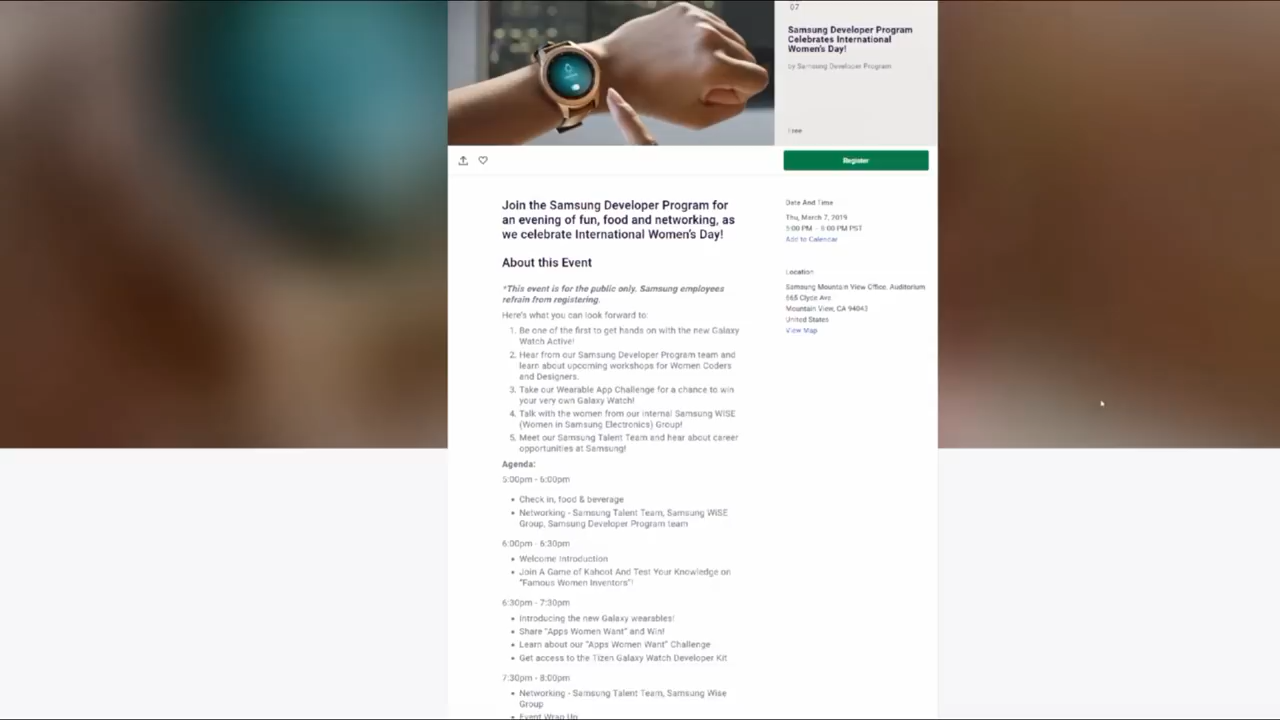 07
Samsung Developer Program
Celebrates International
Women's Day!
by Samsung Developer Program
Free
Register
Join the Samsung Developer Program for
an evening of fun, food and networking, as
we celebrate International Women's Day!
About this Event
*This event is for the public only. Samsung employees
refrain from registering.
Here's what you can look forward to:
1. Be one of the first to get hands on with the new Galaxy
Watch Active!
2. Hear from our Samsung Developer Program team and
learn about upcoming workshops for Women Coders
and Designers.
3. Take our Wearable App Challenge for a chance to win
your very own Galaxy Watch!
4. Talk with the women from our internal Samsung WISE
(Women in Samsung Electronics) Group!
5. Meet our Samsung Talent Team and hear about career
opportunities at Samsung!
Agenda:
5:00pm - 6:00pm
• Check in, food & beverage
• Networking - Samsung Talent Team, Samsung WISE
Group, Samsung Developer Program team
6:00pm - 6:30pm
• Welcome Introduction
• Join A Game of Kahoot And Test Your Knowledge on
"Famous Women Inventors"!
6:30pm - 7:30pm
• Introducing the new Galaxy wearables!
• Share "Apps Women Want" and Win!
• Learn about our "Apps Women Want" Challenge
• Get access to the Tizen Galaxy Watch Developer Kit
7:30pm - 8:00pm
• Networking - Samsung Talent Team, Samsung Wise
Group
• Event Wrap Up
Date And Time
Thu, March 7, 2019
5:00 PM – 8:00 PM PST
Add to Calendar
Location
Samsung Mountain View Office, Auditorium
665 Clyde Ave
Mountain View, CA 94043
United States
View Map